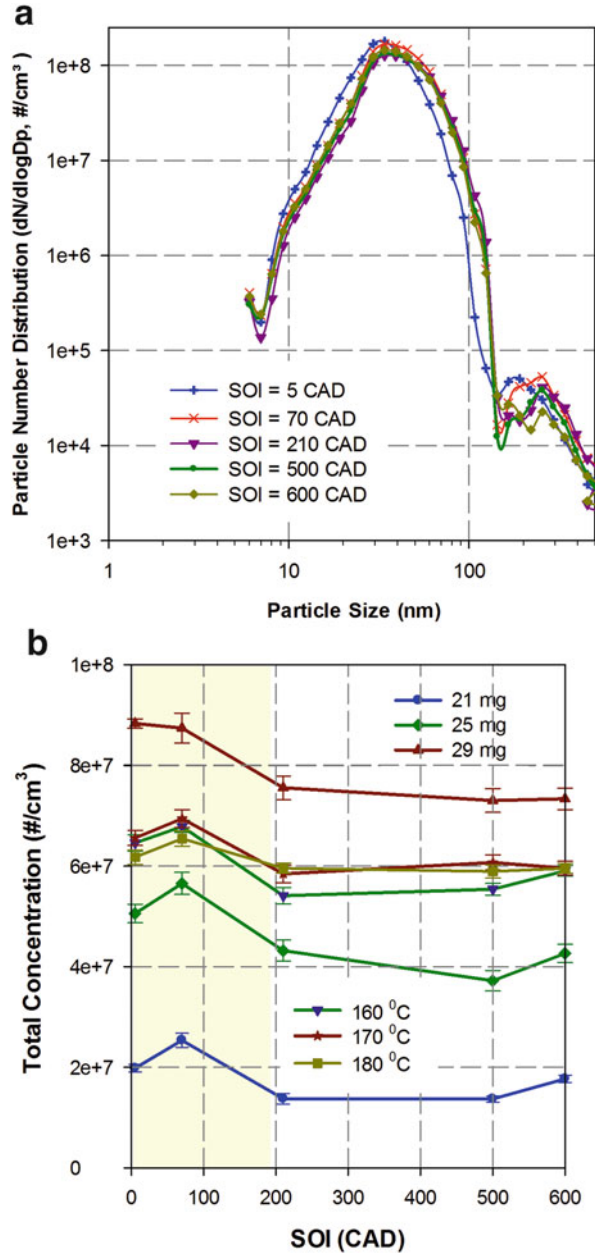 a
Particle Number Distribution (dN/dlogDp, #/cm³)
1e+8
1e+7
1e+6
1e+5
1e+4
1e+3
SOI = 5 CAD
SOI = 70 CAD
SOI = 210 CAD
SOI = 500 CAD
SOI = 600 CAD
1 10 100
Particle Size (nm)
b
Total Concentration (#/cm³)
1e+8
8e+7
6e+7
4e+7
2e+7
0
21 mg
25 mg
29 mg
160 ⁰C
170 ⁰C
180 ⁰C
0 100 200 300 400 500 600
SOI (CAD)